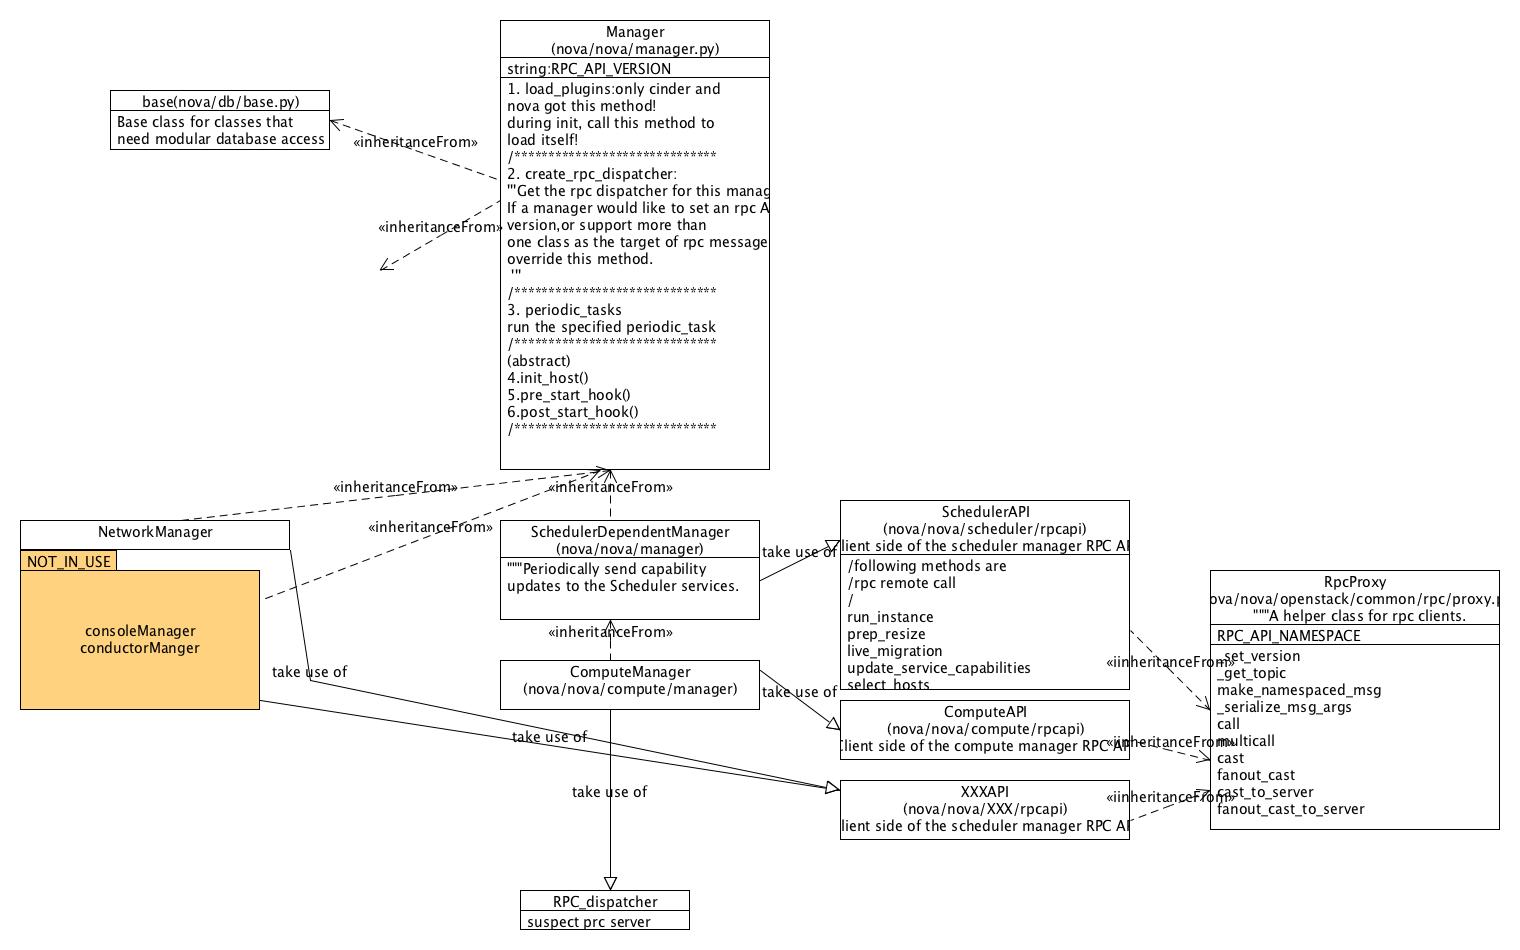 Manager
(nova/nova/manager.py)
string:RPC_API_VERSION
1. load_plugins:only cinder and
nova got this method!
during init, call this method to
load itself!
/*****************************
2. create_rpc_dispatcher:
'''Get the rpc dispatcher for this manag
If a manager would like to set an rpc A
version,or support more than
one class as the target of rpc message
override this method.
'''
/*****************************
3. periodic_tasks
run the specified periodic_task
/*****************************
(abstract)
4.init_host()
5.pre_start_hook()
6.post_start_hook()
/*****************************
base(nova/db/base.py)
Base class for classes that
need modular database access
«inheritanceFrom»
«inheritanceFrom»
«inheritanceFrom»
«inheritanceFrom»
«inheritanceFrom»
NetworkManager
NOT_IN_USE
consoleManager
conductorManger
SchedulerDependentManager
(nova/nova/manager)
"""Periodically send capability
updates to the Scheduler services.
«inheritanceFrom»
ComputeManager
(nova/nova/compute/manager)
take use of
take use of
take use of
take use of
take use of
SchedulerAPI
(nova/nova/scheduler/rpcapi)
lient side of the scheduler manager RPC AP
/following methods are
/rpc remote call
/
run_instance
prep_resize
live_migration
update_service_capabilities
select_hosts
ComputeAPI
(nova/nova/compute/rpcapi)
Client side of the compute manager RPC AP
XXXAPI
(nova/nova/XXX/rpcapi)
lient side of the scheduler manager RPC AP
«iinheritanceFrom»
«iinheritanceFrom»
«iinheritanceFrom»
RpcProxy
ova/nova/openstack/common/rpc/proxy.p
"""A helper class for rpc clients.
RPC_API_NAMESPACE
_set_version
_get_topic
make_namespaced_msg
_serialize_msg_args
call
multicall
cast
fanout_cast
cast_to_server
fanout_cast_to_server
RPC_dispatcher
suspect prc server